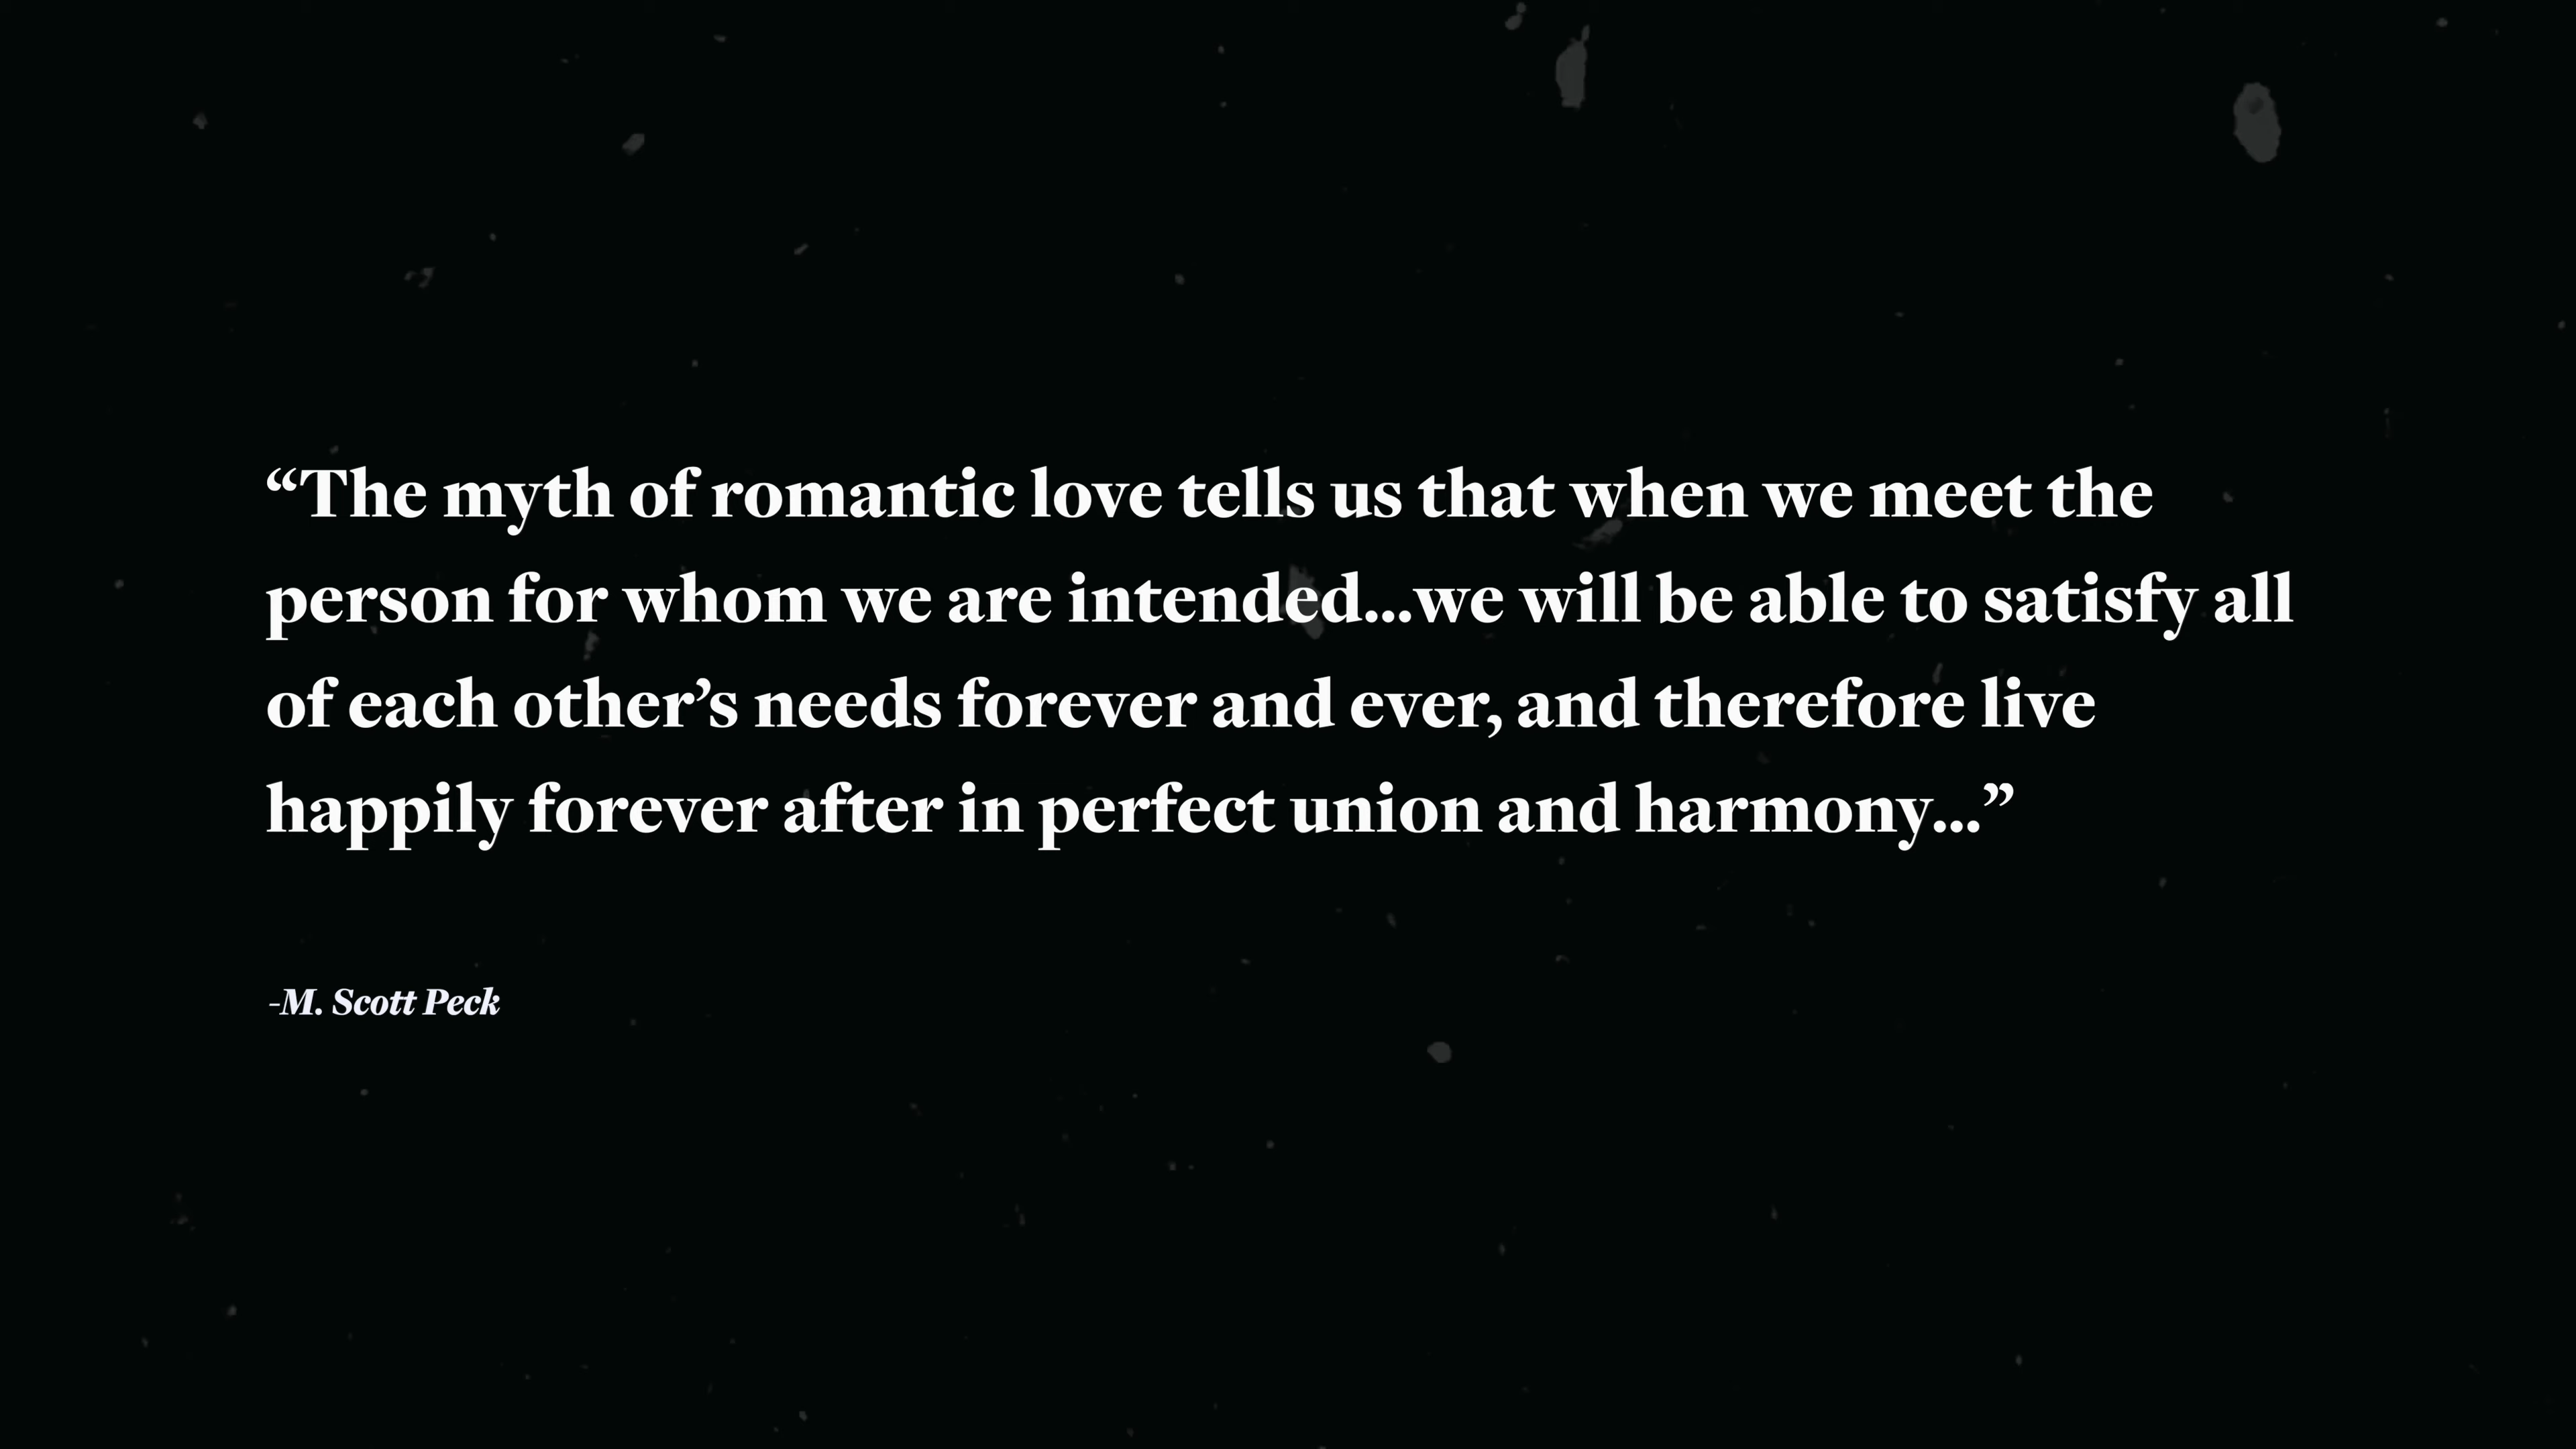 “The myth of romantic love tells us that when we meet the
person for whom we are intended...we will be able to satisfy all
of each other’s needs forever and ever, and therefore live
happily forever after in perfect union and harmony...”
-M. Scott Peck